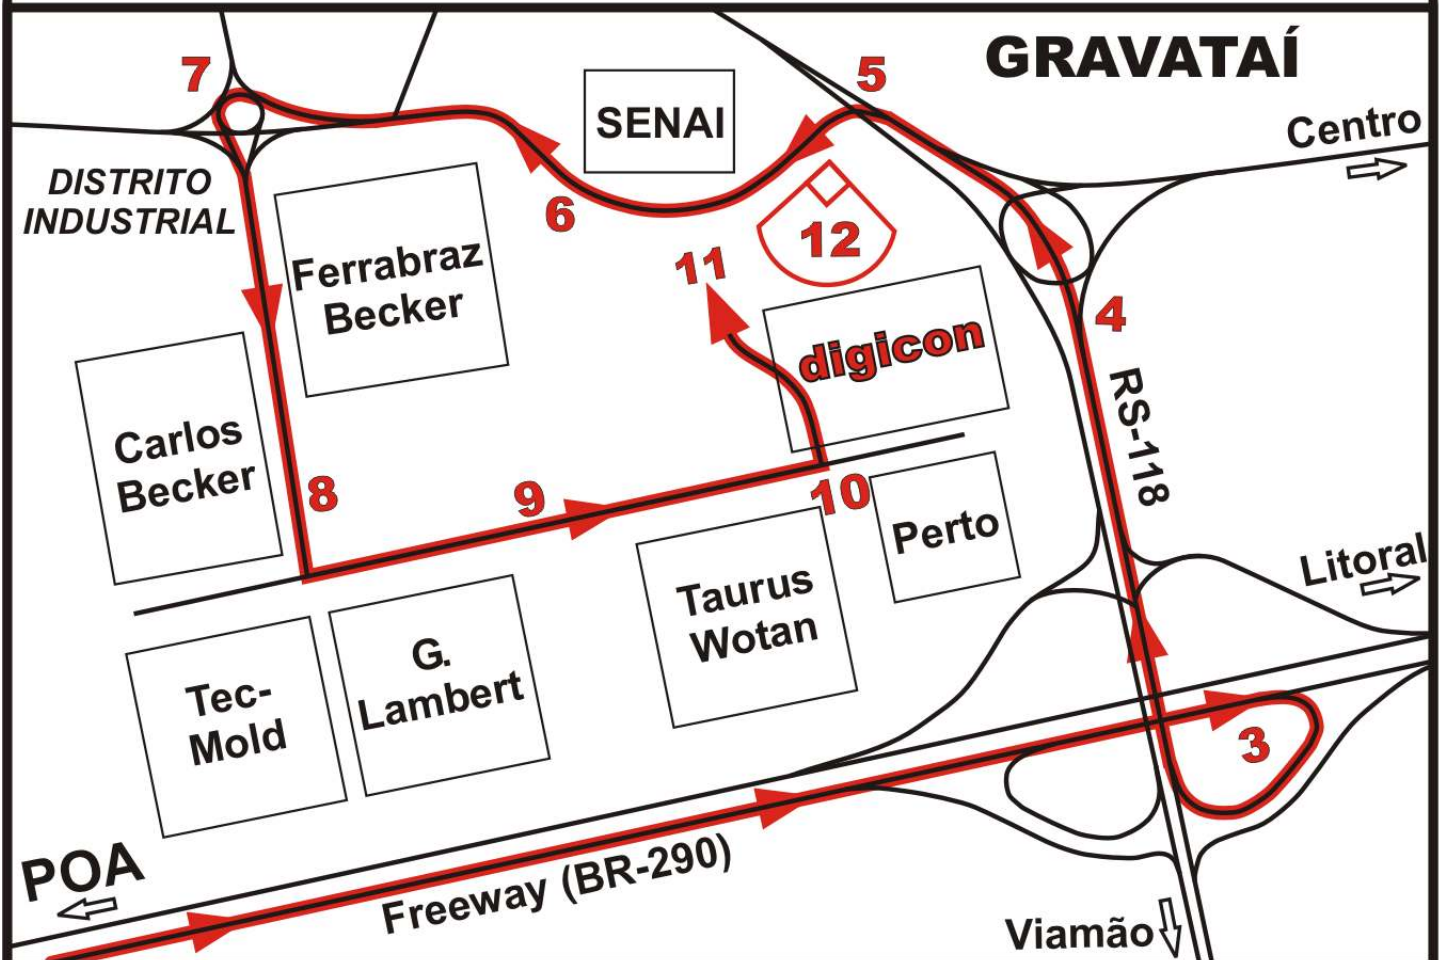 GRAVATAÍ
7
5
SENAI
Centro
DISTRITO
INDUSTRIAL
6
12
11
Ferrabraz
Becker
4
digicon
RS-118
Carlos
Becker
8
9
10
Perto
Litoral
Taurus
Wotan
G.
Lambert
Tec-
Mold
3
POA
Freeway (BR-290)
Viamão